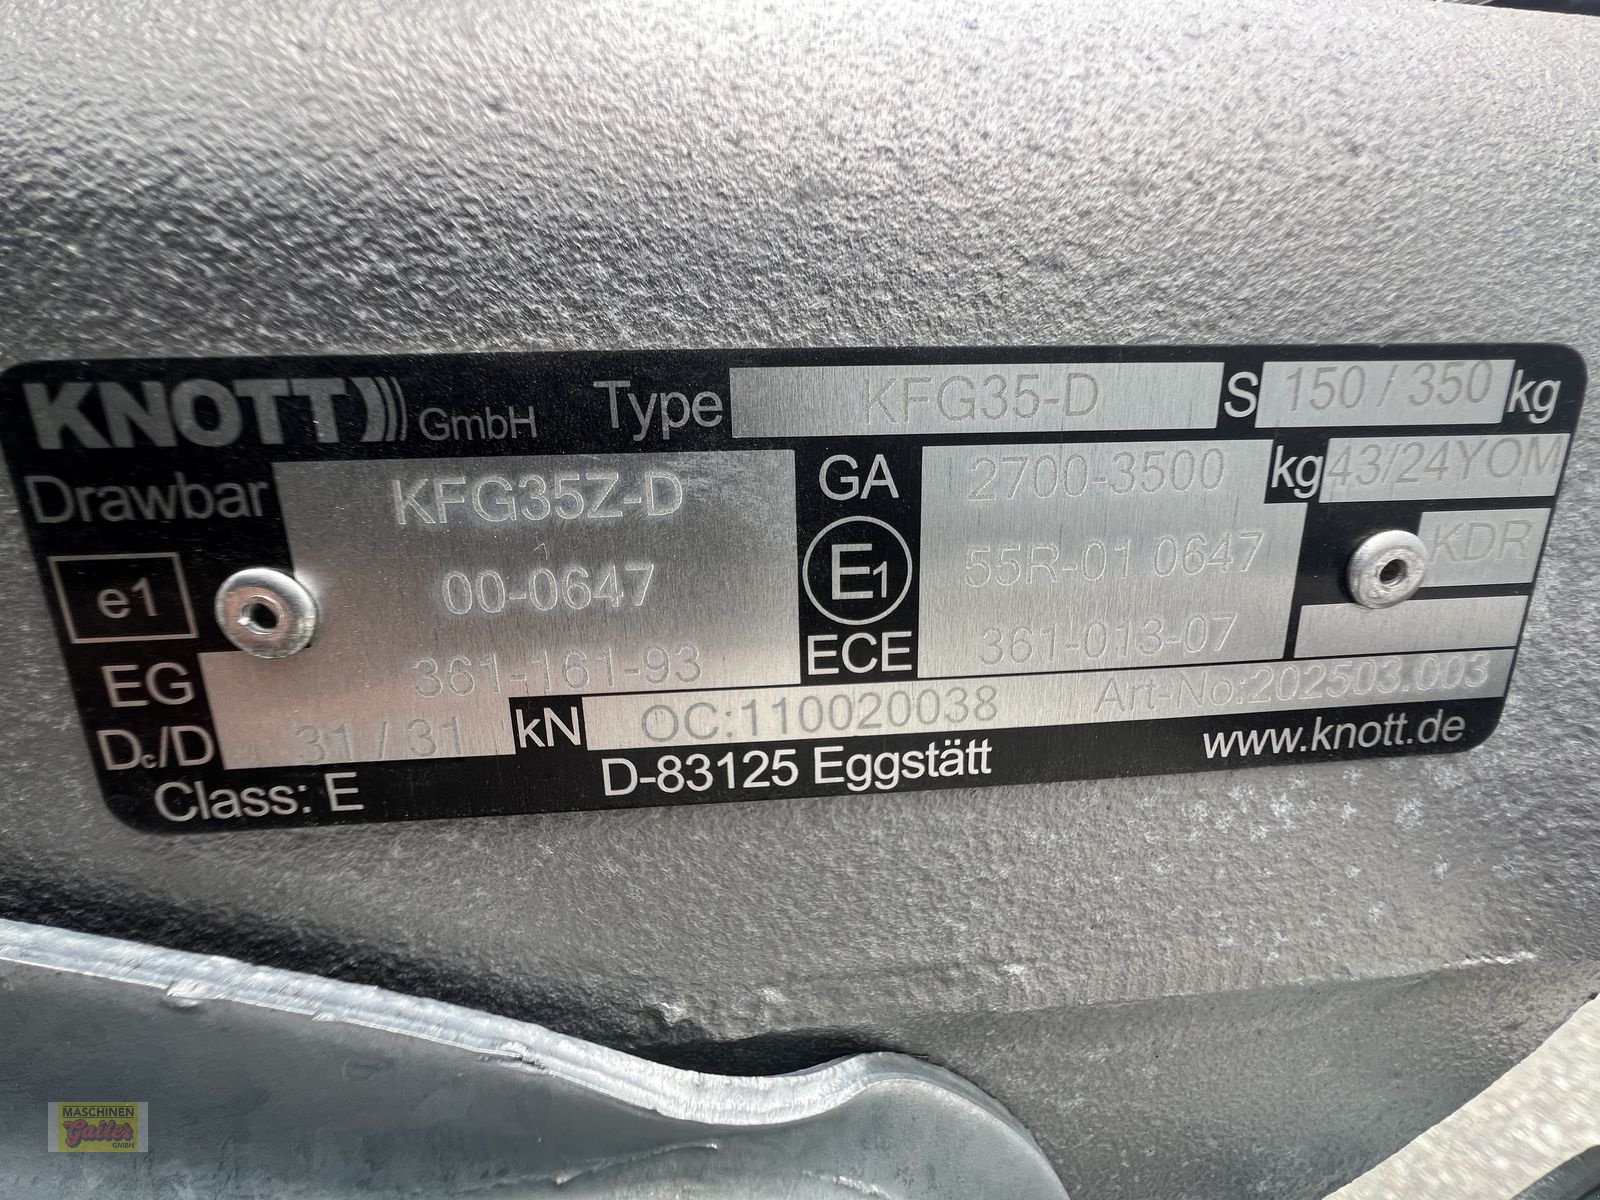 KNOTT GmbH Type KFG35-D S 150 / 350 kg
Drawbar KFG35Z-D GA 2700-3500 kg 43/24YOM
e1 00-0647 E1 55R-01 0647 KDR
EG 361-161-93 ECE 361-013-07
Dc/D 31 / 31 kN OC:110020038 Art-No:202503.003
Class: E D-83125 Eggstätt www.knott.de
MASCHINEN
Gailer
GMBH